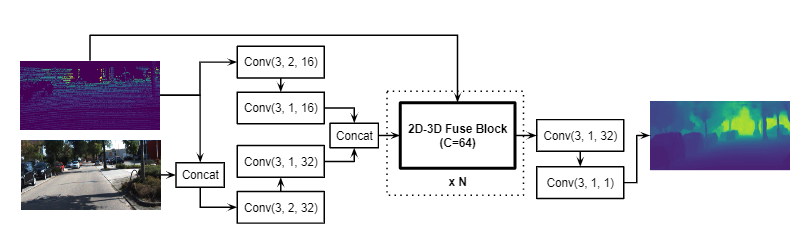 Conv(3, 2, 16)
Conv(3, 1, 16)
Concat
Conv(3, 1, 32)
Concat
Conv(3, 2, 32)
2D-3D Fuse Block
(C=64)
x N
Conv(3, 1, 32)
Conv(3, 1, 1)